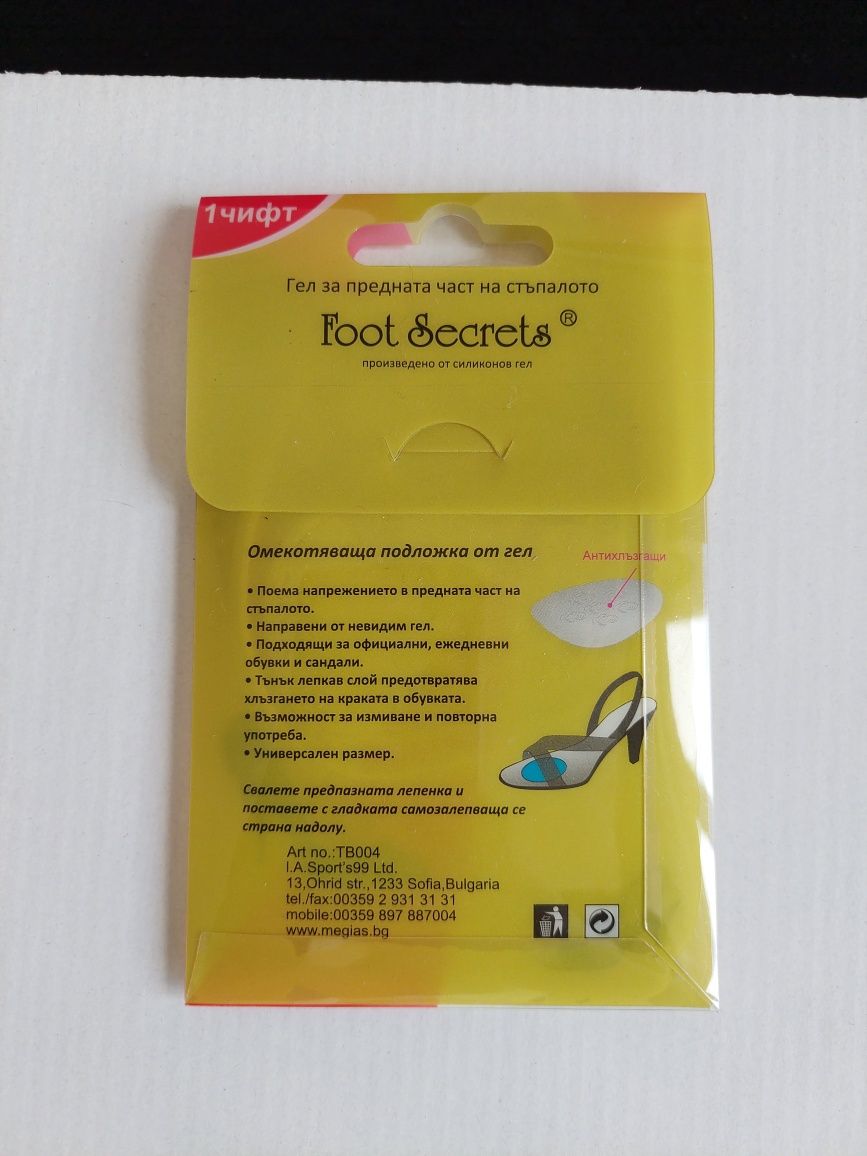 1чифт
Гел за предната част на стъпалото
Foot Secrets ®
произведено от силиконов гел
Омекотяваща подложка от гел
Антихлъзгащи
• Поема напрежението в предната част на
стъпалото.
• Направени от невидим гел.
• Подходящи за официални, ежедневни
обувки и сандали.
• Тънък лепкав слой предотвратява
хлъзгането на краката в обувката.
• Възможност за измиване и повторна
употреба.
• Универсален размер.
Свалете предпазната лепенка и
поставете с гладката самозалепваща се
страна надолу.
Art no.:TB004
I.A.Sport's99 Ltd.
13,Ohrid str.,1233 Sofia,Bulgaria
tel./fax:00359 2 931 31 31
mobile:00359 897 887004
www.megias.bg